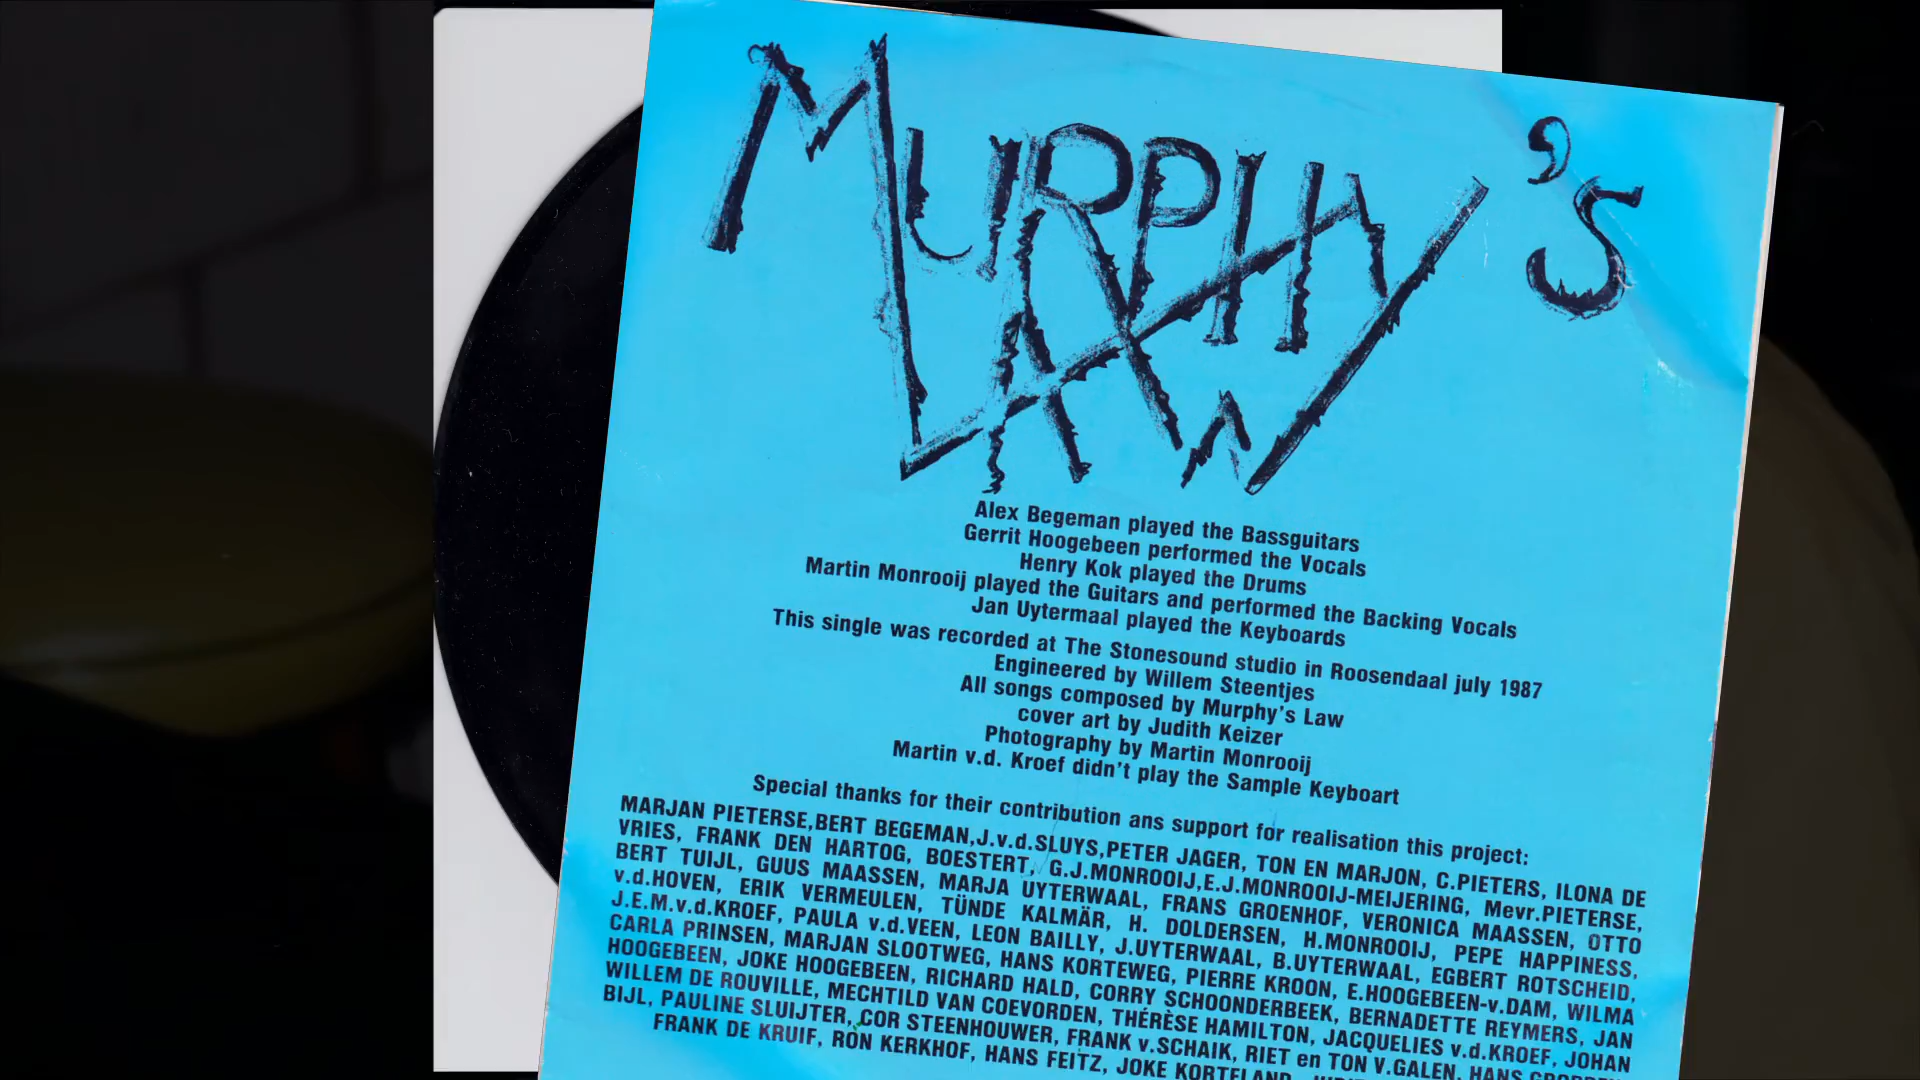 MURPHY'S
LAW
Alex Begeman played the Bassguitars
Gerrit Hoogebeen performed the Vocals
Henry Kok played the Drums
Martin Monrooij played the Guitars and performed the Backing Vocals
Jan Uytermaal played the Keyboards
This single was recorded at The Stonesound studio in Roosendaal july 1987
Engineered by Willem Steentjes
All songs composed by Murphy's Law
cover art by Judith Keizer
Photography by Martin Monrooij
Martin v.d. Kroef didn't play the Sample Keyboart
Special thanks for their contribution ans support for realisation this project:
MARJAN PIETERSE,BERT BEGEMAN,J.v.d.SLUYS,PETER JAGER, TON EN MARJON, C.PIETERS, ILONA DE
VRIES, FRANK DEN HARTOG, BOESTERT, G.J.MONROOIJ,E.J.MONROOIJ-MEIJERING, Mevr.PIETERSE,
BERT TUIJL, GUUS MAASSEN, MARJA UYTERWAAL, FRANS GROENHOF, VERONICA MAASSEN, OTTO
v.d.HOVEN, ERIK VERMEULEN, TÜNDE KALMÄR, H. DOLDERSEN, H.MONROOIJ, PEPE HAPPINESS,
J.E.M.v.d.KROEF, PAULA v.d.VEEN, LEON BAILLY, J.UYTERWAAL, B.UYTERWAAL, EGBERT ROTSCHEID,
CARLA PRINSEN, MARJAN SLOOTWEG, HANS KORTEWEG, PIERRE KROON, E.HOOGEBEEN-v.DAM, WILMA
HOOGEBEEN, JOKE HOOGEBEEN, RICHARD HALD, CORRY SCHOONDERBEEK, BERNADETTE REYMERS, JAN
WILLEM DE ROUVILLE, MECHTILD VAN COEVORDEN, THÉRÈSE HAMILTON, JACQUELIES v.d.KROEF, JOHAN
BIJL, PAULINE SLUIJTER, COR STEENHOUWER, FRANK v.SCHAIK, RIET en TON V.GALEN, HANS
FRANK DE KRUIF, RON KERKHOF, HANS FEITZ, JOKE KORTELAND,